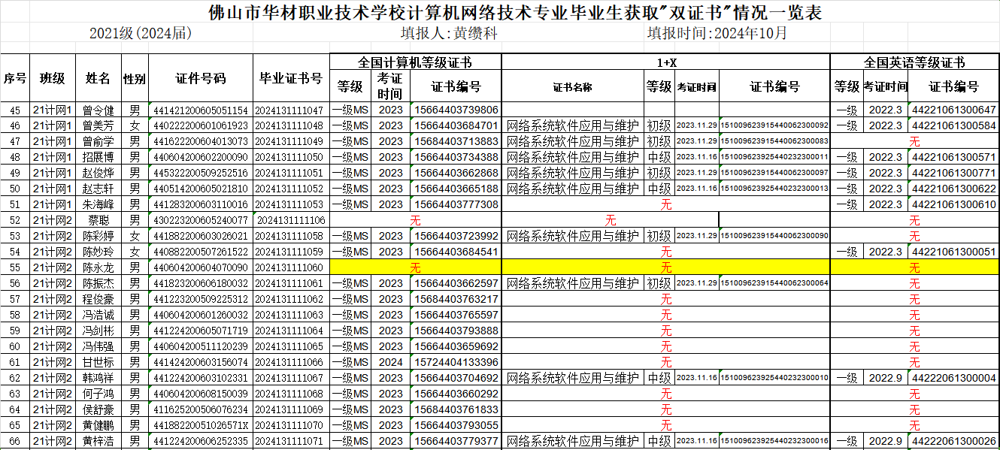 佛山市华材职业技术学校计算机网络技术专业毕业生获取"双证书"情况一览表
2021级(2024届) 填报人:黄缵科 填报时间:2024年10月
序号 班级 姓名 性别 证件号码 毕业证书号 全国计算机等级证书 1+X 全国英语等级证书
等级 考证时间 证书编号 证书名称 等级 考证时间 证书编号 等级 考证时间 证书编号
45 21计网1 曾令健 男 441421200605051154 2024131111047 一级MS 2023 15664403739806 一级 2022.3 44221061300647
46 21计网1 曾美芳 女 440222200601061923 2024131111048 一级MS 2023 15664403684701 网络系统软件应用与维护 初级 2023.11.29 151009623915440062300092 一级 2022.3 44221061300584
47 21计网1 曾俞学 男 441622200604013073 2024131111049 一级MS 2023 15684403713883 网络系统软件应用与维护 初级 2023.11.29 151009623915440062300083 无
48 21计网1 招展博 男 440604200602200090 2024131111050 一级MS 2023 15664403734388 网络系统软件应用与维护 中级 2023.11.16 151009623925440232300011 一级 2022.3 44221061300571
49 21计网1 赵俊烨 男 445322200509252516 2024131111051 一级MS 2023 15664403662868 网络系统软件应用与维护 初级 2023.11.29 151009623915440062300097 一级 2022.3 44221061300771
50 21计网1 赵志轩 男 440514200605021810 2024131111052 一级MS 2023 15664403665188 网络系统软件应用与维护 中级 2023.11.16 151009623925440232300013 一级 2022.3 44221061300622
51 21计网1 朱海峰 男 441283200603110016 2024131111053 一级MS 2023 15664403777308 无 一级 2022.3 44221061300610
52 21计网2 蔡聪 男 430223200605240077 2024131111106 无 无 无
53 21计网2 陈彩婷 女 441882200603026021 2024131111058 一级MS 2023 15664403723992 网络系统软件应用与维护 初级 2023.11.29 151009623915440062300090 无
54 21计网2 陈妙玲 女 440882200507261522 2024131111059 一级MS 2023 15664403684541 无 一级 2022.3 44221061300051
55 21计网2 陈永龙 男 440604200604070090 2024131111060 无 无 无
56 21计网2 陈振杰 男 441823200606180032 2024131111061 一级MS 2023 15664403662597 网络系统软件应用与维护 初级 2023.11.29 151009623915440062300064 无
57 21计网2 程俊豪 男 441223200509225312 2024131111062 一级MS 2023 15684403763217 无 无
58 21计网2 冯浩诚 男 440604200601260032 2024131111063 一级MS 2023 15664403765597 无 无
59 21计网2 冯剑彬 男 441224200605071719 2024131111064 一级MS 2023 15664403793888 无 无
60 21计网2 冯伟强 男 440604200511120239 2024131111065 一级MS 2023 15664403659692 无 无
61 21计网2 甘世标 男 441424200603156074 2024131111066 一级MS 2024 15724404133396 无 无
62 21计网2 韩鸿祥 男 441224200603102331 2024131111067 一级MS 2023 15664403704692 网络系统软件应用与维护 中级 2023.11.16 151009623925440232300010 一级 2022.9 44222061300004
63 21计网2 何子鸿 男 440604200608150039 2024131111068 一级MS 2023 15664403660292 无 无
64 21计网2 侯舒豪 男 411625200506076234 2024131111069 一级MS 2023 15684403761833 无 无
65 21计网2 黄健鹏 男 44188220051026571X 2024131111070 一级MS 2023 15664403793055 无 无
66 21计网2 黄梓浩 男 441224200606252335 2024131111071 一级MS 2023 15664403779377 网络系统软件应用与维护 中级 2023.11.16 151009623925440232300016 一级 2022.9 44222061300026